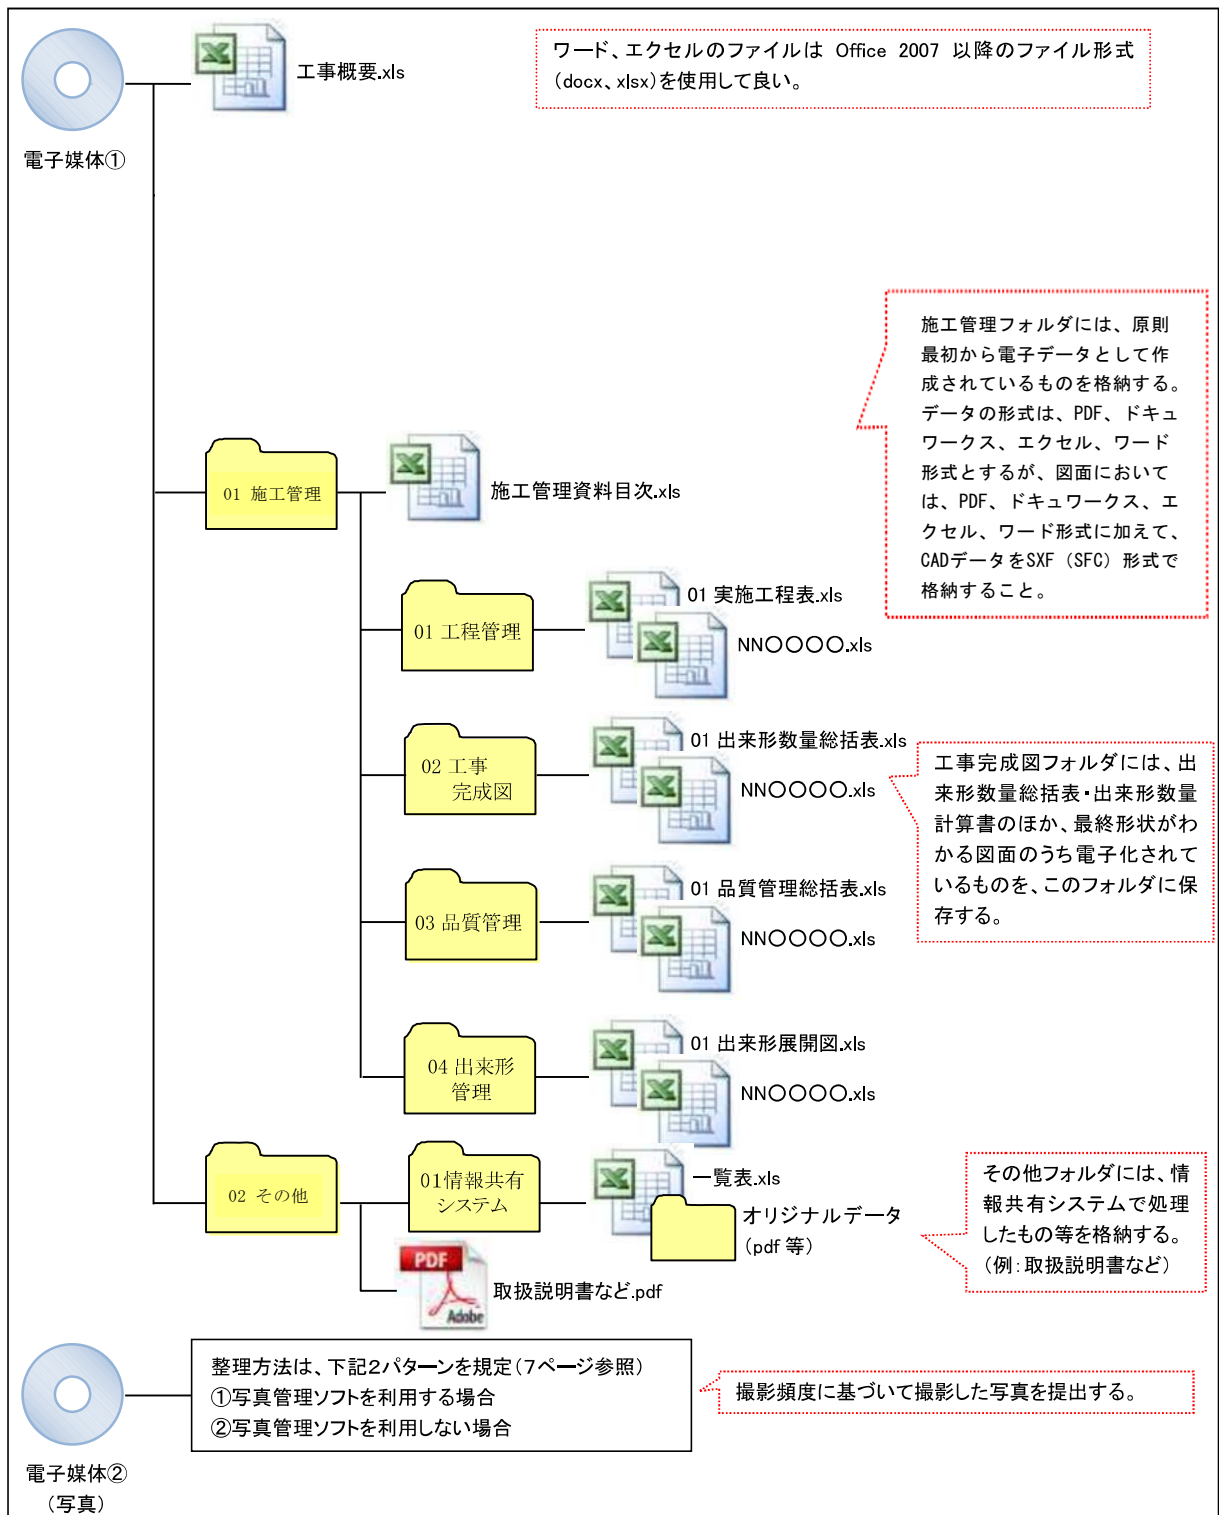 工事概要.xls
ワード、エクセルのファイルは Office 2007 以降のファイル形式
(docx、xlsx)を使用して良い。
電子媒体①
施工管理フォルダには、原則
最初から電子データとして作
成されているものを格納する。
データの形式は、PDF、ドキュ
ワークス、エクセル、ワード
形式とするが、図面において
は、PDF、ドキュワークス、エ
クセル、ワード形式に加えて、
CADデータをSXF（SFC）形式で
格納すること。
01 施工管理
施工管理資料目次.xls
01 工程管理
01 実施工程表.xls
NN〇〇〇〇.xls
02 工事
完成図
01 出来形数量総括表.xls
NN〇〇〇〇.xls
工事完成図フォルダには、出
来形数量総括表・出来形数量
計算書のほか、最終形状がわ
かる図面のうち電子化されて
いるものを、このフォルダに保
存する。
03 品質管理
01 品質管理総括表.xls
NN〇〇〇〇.xls
04 出来形
管理
01 出来形展開図.xls
NN〇〇〇〇.xls
02 その他
01情報共有
システム
一覧表.xls
オリジナルデータ
(pdf 等)
その他フォルダには、情
報共有システムで処理
したもの等を格納する。
(例:取扱説明書など)
PDF
Adobe
取扱説明書など.pdf
整理方法は、下記２パターンを規定(７ページ参照)
①写真管理ソフトを利用する場合
②写真管理ソフトを利用しない場合
撮影頻度に基づいて撮影した写真を提出する。
電子媒体②
(写真)